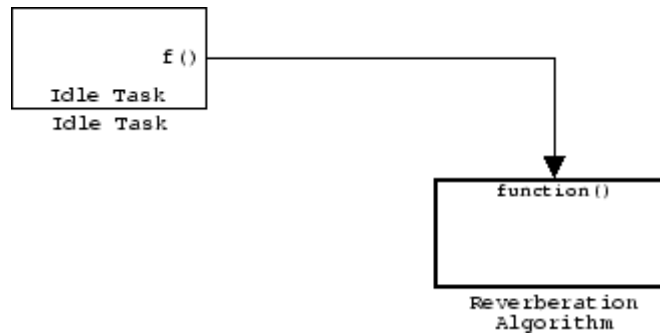 f()
Idle Task
Idle Task
function()
Reverberation
Algorithm